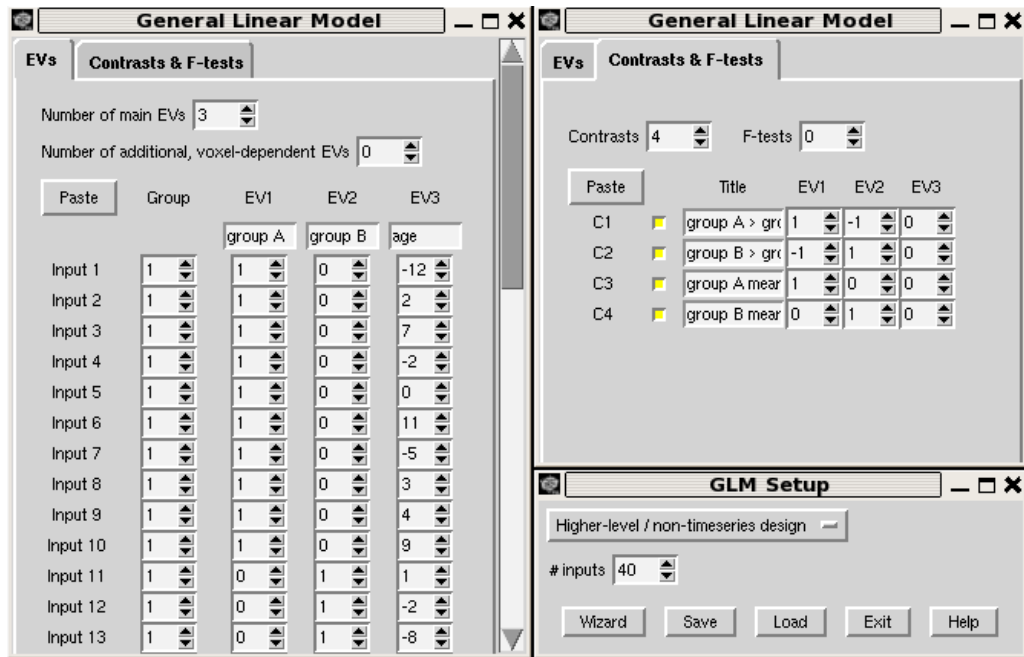 General Linear Model
EVs
Contrasts & F-tests
Number of main EVs 3
Number of additional, voxel-dependent EVs 0
Paste Group EV1 EV2 EV3
group A group B age
Input 1 1 1 0 -12
Input 2 1 1 0 2
Input 3 1 1 0 7
Input 4 1 1 0 -2
Input 5 1 1 0 0
Input 6 1 1 0 11
Input 7 1 1 0 -5
Input 8 1 1 0 3
Input 9 1 1 0 4
Input 10 1 1 0 9
Input 11 1 0 1 1
Input 12 1 0 1 -2
Input 13 1 0 1 -8
General Linear Model
EVs
Contrasts & F-tests
Contrasts 4 F-tests 0
Paste Title EV1 EV2 EV3
C1 group A > gro 1 -1 0
C2 group B > gro -1 1 0
C3 group A mear 1 0 0
C4 group B mear 0 1 0
GLM Setup
Higher-level / non-timeseries design
# inputs 40
Wizard Save Load Exit Help